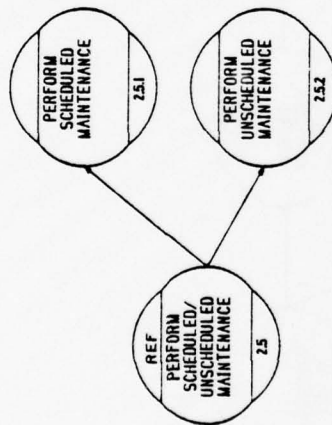 REF
PERFORM
SCHEDULED/
UNSCHEDULED
MAINTENANCE
2.5
PERFORM
SCHEDULED
MAINTENANCE
2.5.1
PERFORM
UNSCHEDULED
MAINTENANCE
2.5.2